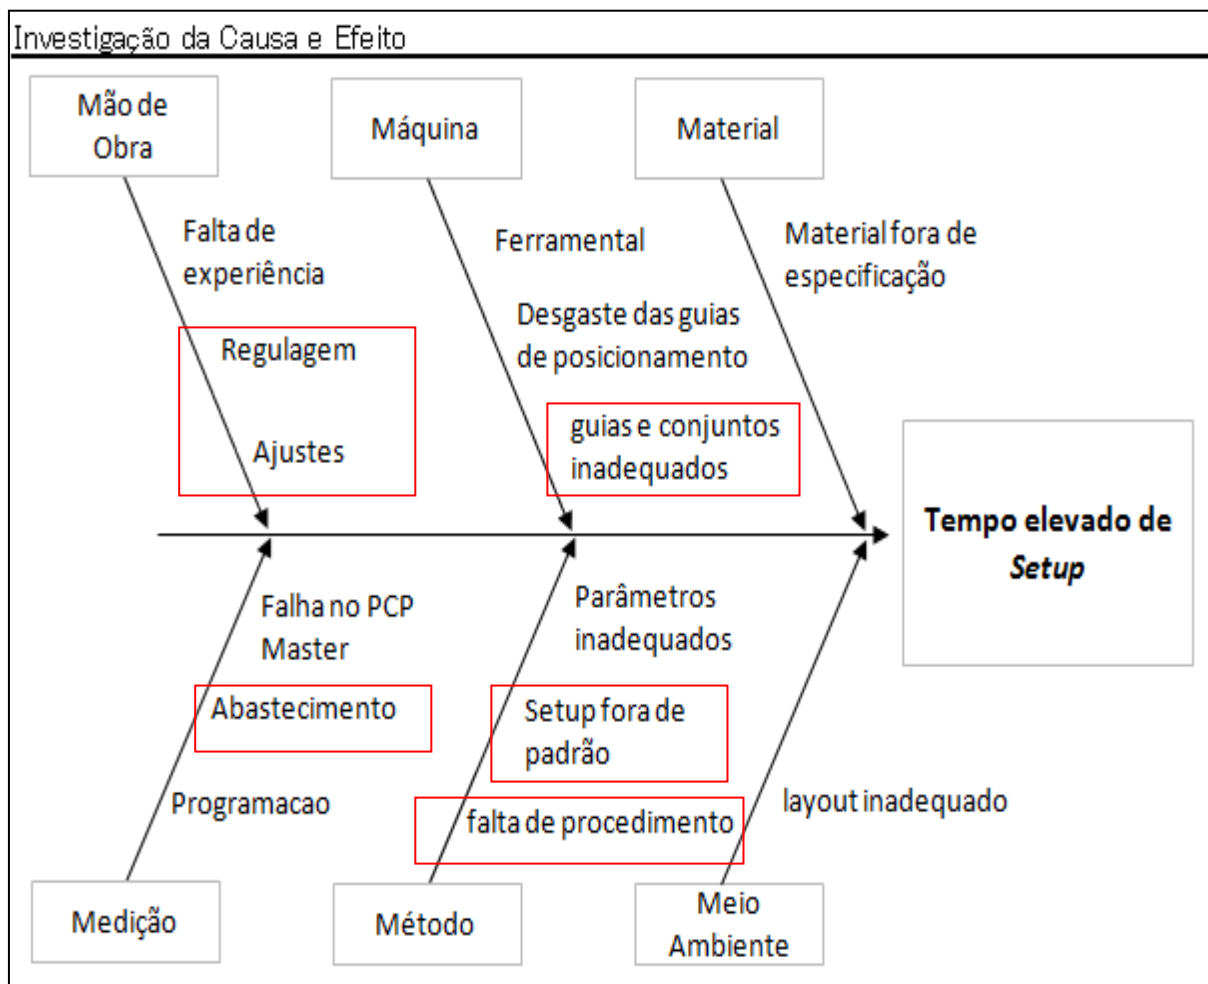 Investigação da Causa e Efeito
Mão de
Obra
Máquina
Material
Falta de
experiência
Regulagem
Ajustes
Ferramental
Desgaste das guias
de posicionamento
guias e conjuntos
inadequados
Material fora de
especificação
Tempo elevado de
Setup
Falha no PCP
Master
Abastecimento
Programacao
Parâmetros
inadequados
Setup fora de
padrão
falta de procedimento
layout inadequado
Medição
Método
Meio
Ambiente